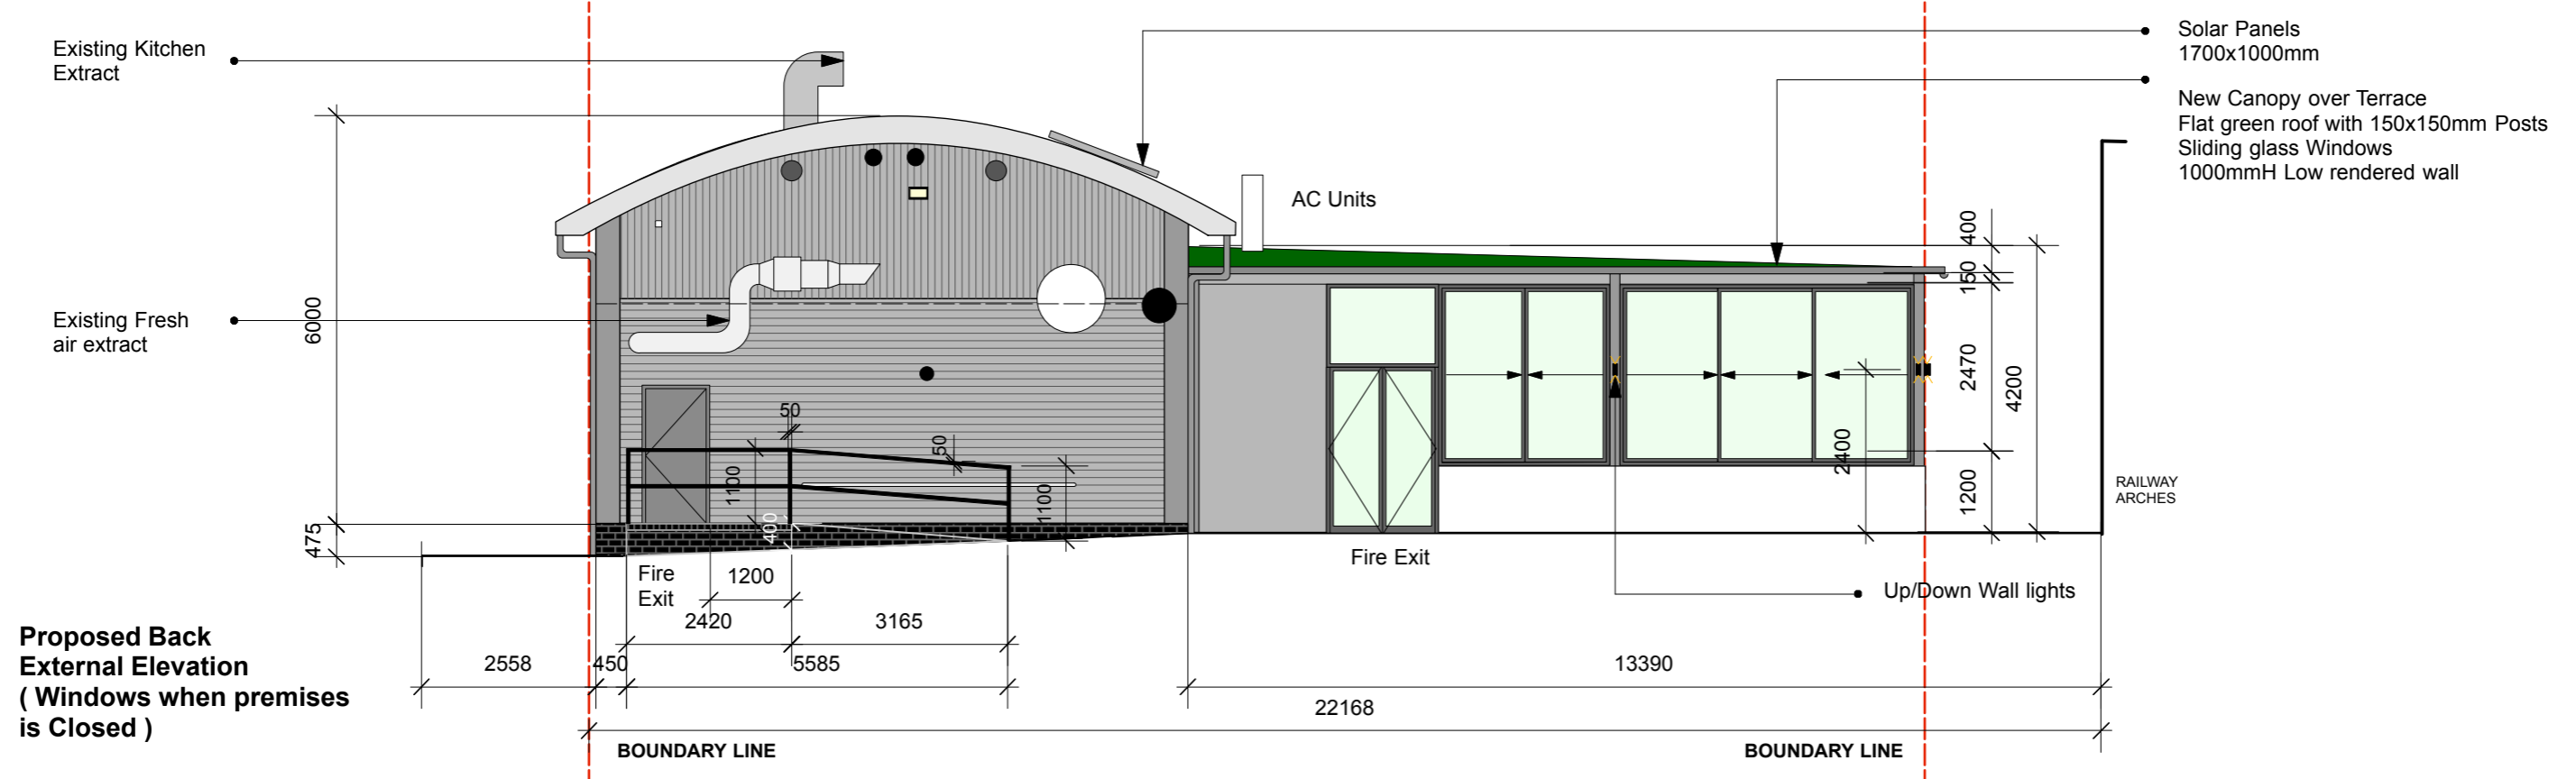 Existing Kitchen
Extract
Solar Panels
1700x1000mm
New Canopy over Terrace
Flat green roof with 150x150mm Posts
Sliding glass Windows
1000mmH Low rendered wall
AC Units
400
150
2470
4200
1200
2400
6000
475
Existing Fresh
air extract
50
50
1100
1100
400
RAILWAY
ARCHES
Fire
Exit
1200
Fire Exit
Up/Down Wall lights
2420
3165
2558
450
5585
13390
22168
Proposed Back
External Elevation
( Windows when premises
is Closed )
BOUNDARY LINE
BOUNDARY LINE